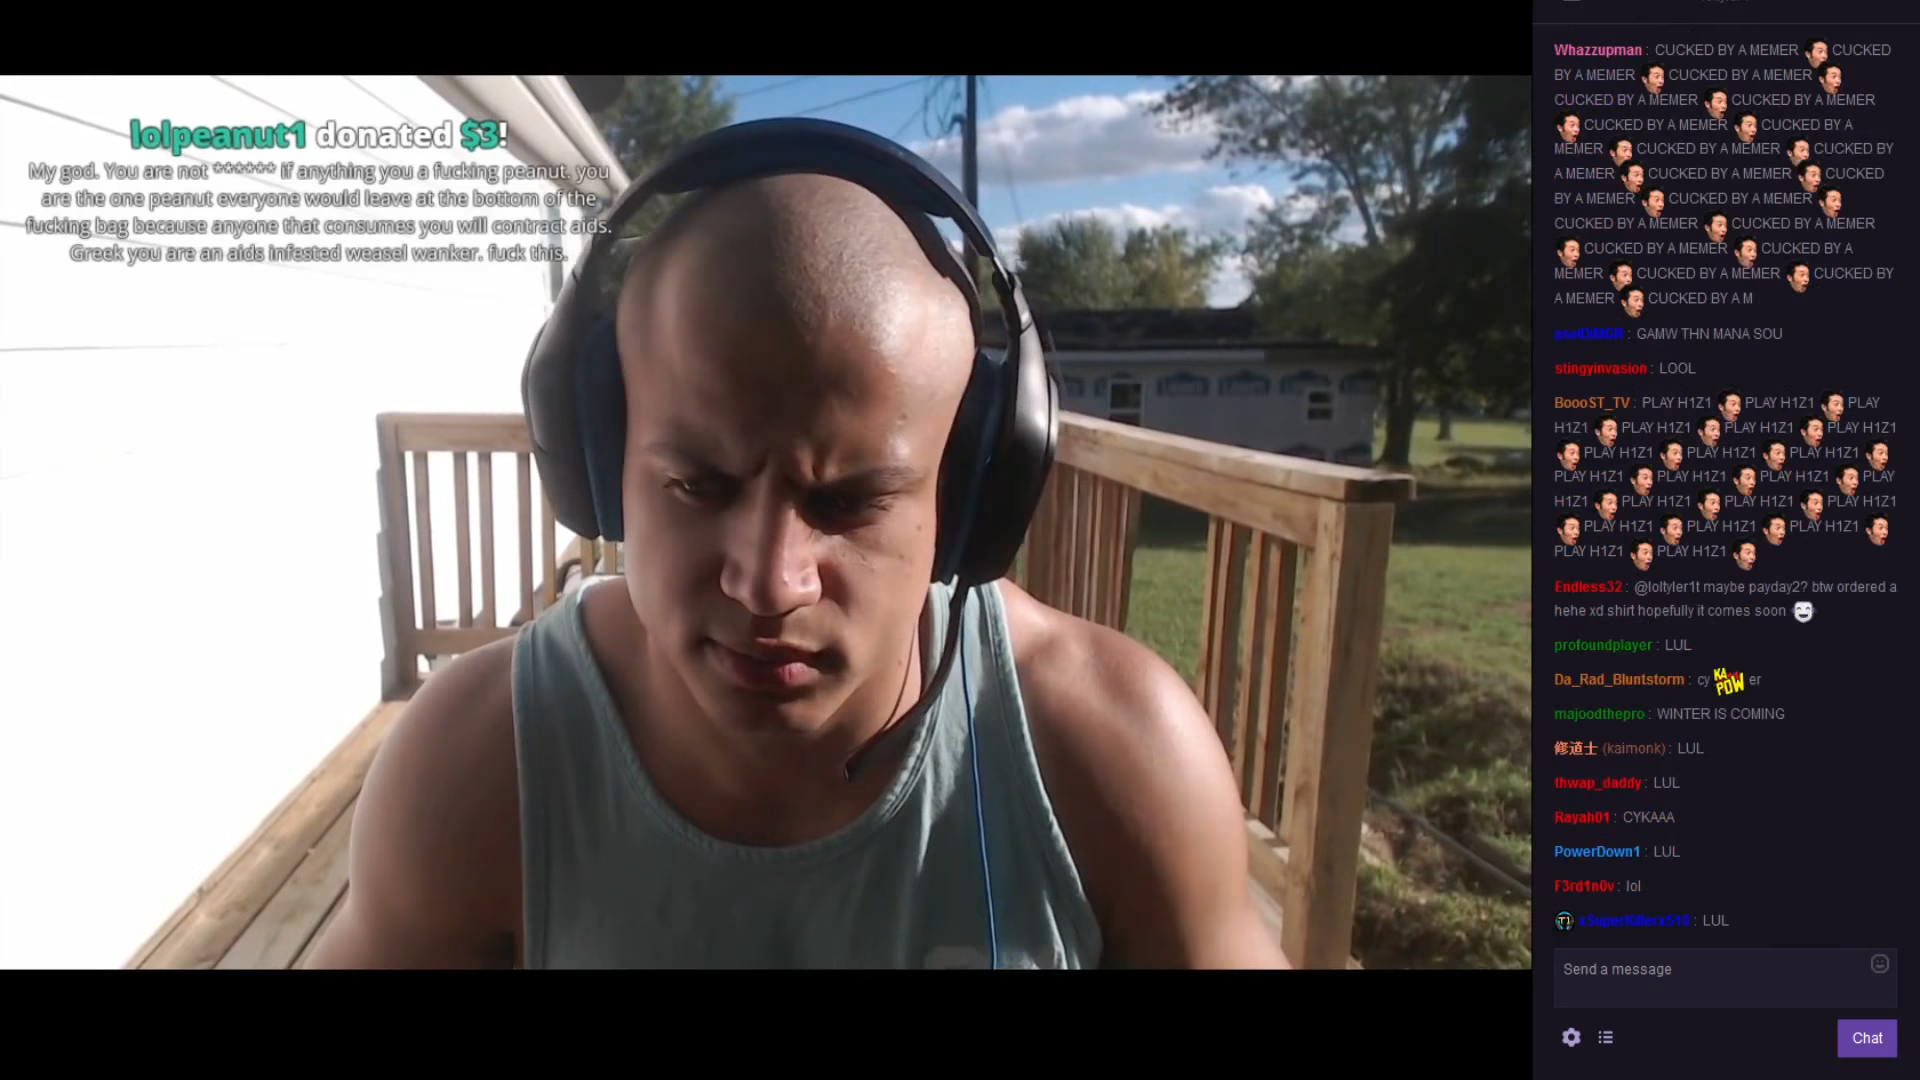 lolpeanut1 donated $3!
My god. You are not ****** if anything you a fucking peanut. you
are the one peanut everyone would leave at the bottom of the
fucking bag because anyone that consumes you will contract aids.
Greek you are an aids infested weasel wanker. fuck this.
Whazzupman : CUCKED BY A MEMER CUCKED
BY A MEMER CUCKED BY A MEMER
CUCKED BY A MEMER CUCKED BY A MEMER
CUCKED BY A MEMER CUCKED BY A
MEMER CUCKED BY A MEMER CUCKED BY
A MEMER CUCKED BY A MEMER CUCKED
BY A MEMER CUCKED BY A MEMER
CUCKED BY A MEMER CUCKED BY A MEMER
CUCKED BY A MEMER CUCKED BY A
MEMER CUCKED BY A MEMER CUCKED BY
A MEMER CUCKED BY A M
: GAMW THN MANA SOU
stingyinvasion : LOOL
BoooST_TV : PLAY H1Z1 PLAY H1Z1 PLAY
H1Z1 PLAY H1Z1 PLAY H1Z1 PLAY H1Z1
PLAY H1Z1 PLAY H1Z1 PLAY H1Z1
PLAY H1Z1 PLAY H1Z1 PLAY H1Z1 PLAY
H1Z1 PLAY H1Z1 PLAY H1Z1 PLAY H1Z1
PLAY H1Z1 PLAY H1Z1 PLAY H1Z1
PLAY H1Z1 PLAY H1Z1
Endless32 : @loltyler1t maybe payday2? btw ordered a
hehe xd shirt hopefully it comes soon
profoundplayer : LUL
Da_Rad_Bluntstorm : cy KAPOW er
majoodthepro : WINTER IS COMING
修道士 (kaimonk) : LUL
thwap_daddy : LUL
Rayah01 : CYKAAA
PowerDown1 : LUL
F3rd1n0v : lol
T1 xSuperKillerx510 : LUL
Send a message
Chat